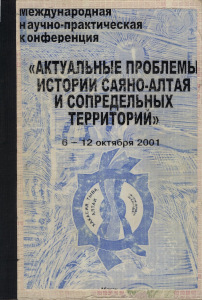 Международная
научно-практическая
конференция
«АКТУАЛЬНЫЕ ПРОБЛЕМЫ
ИСТОРИИ САЯНО-АЛТАЯ
И СОПРЕДЕЛЬНЫХ
ТЕРРИТОРИЙ»
6 – 12 октября 2001